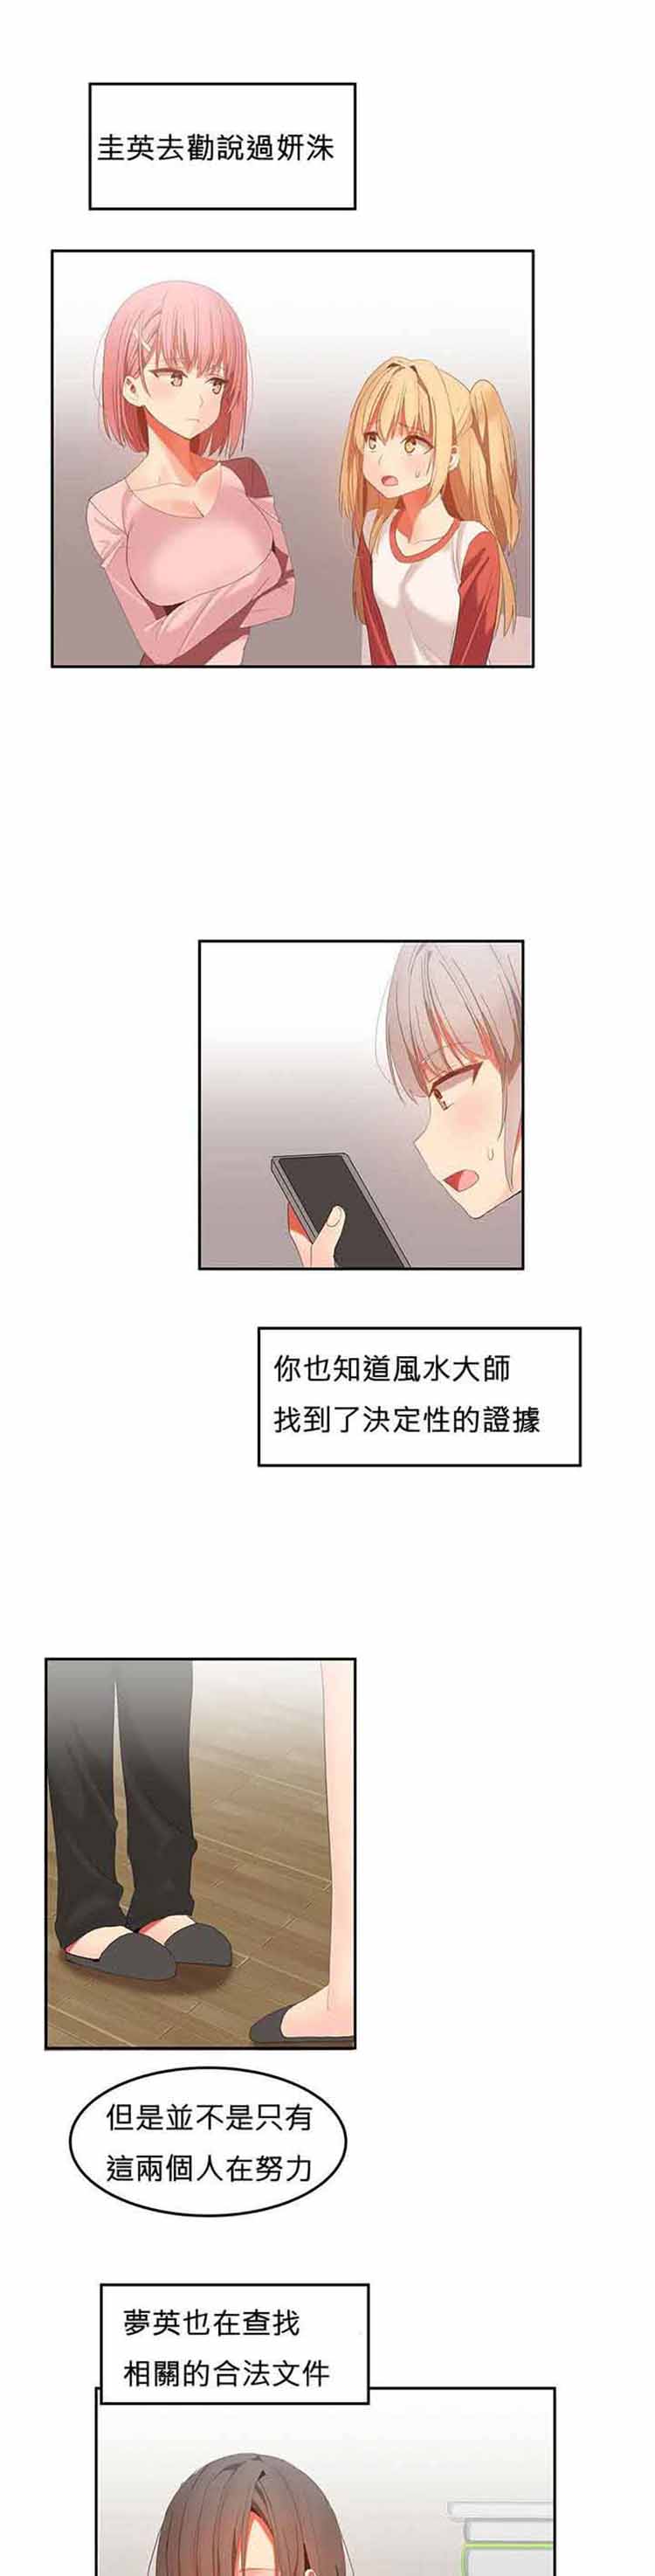 圭英去勸說過妍洙
你也知道風水大師
找到了決定性的證據
但是並不是只有
這兩個人在努力
夢英也在查找
相關的合法文件